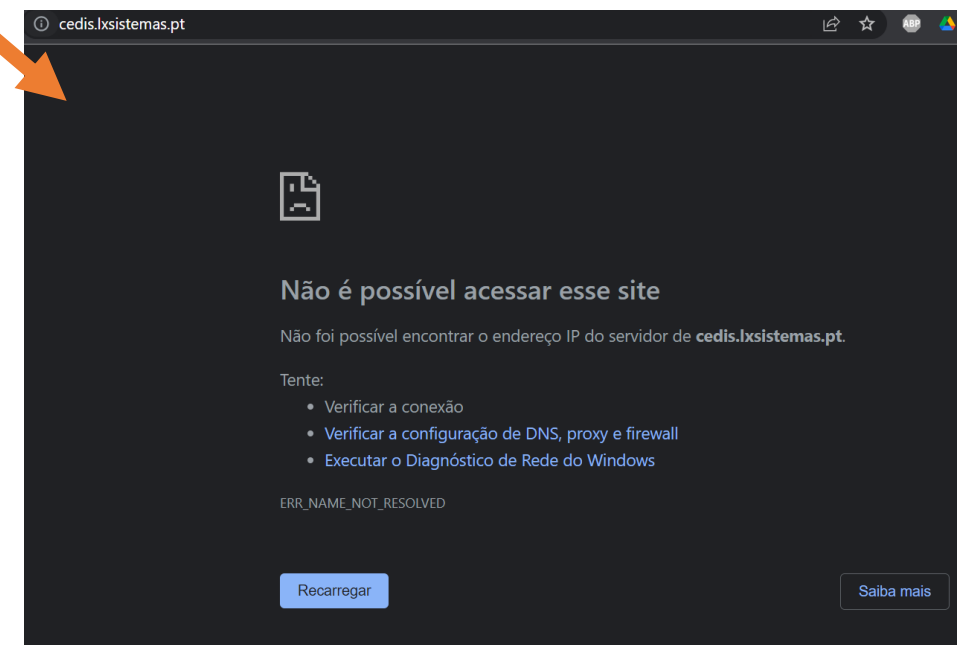 cedis.lxsistemas.pt
ABP
Não é possível acessar esse site
Não foi possível encontrar o endereço IP do servidor de cedis.lxsistemas.pt.
Tente:
• Verificar a conexão
• Verificar a configuração de DNS, proxy e firewall
• Executar o Diagnóstico de Rede do Windows
ERR_NAME_NOT_RESOLVED
Recarregar
Saiba mais